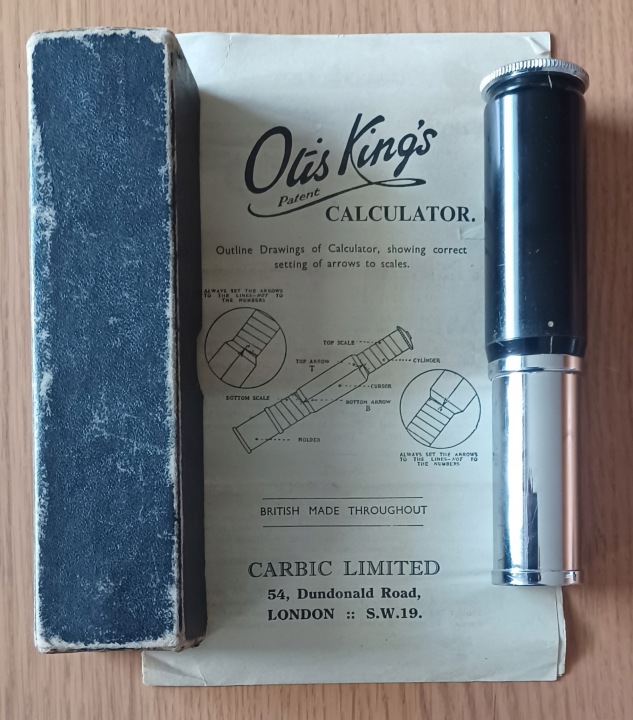 Otis King's
Patent
CALCULATOR.
Outline Drawings of Calculator, showing correct
setting of arrows to scales.
ALWAYS SET THE ARROWS
TO THE LINES—NOT TO
THE NUMBERS
TOP SCALE
TOP ARROW
T
CYLINDER
CURSOR
BOTTOM SCALE
BOTTOM ARROW
B
HOLDER
ALWAYS SET THE ARROWS
TO THE LINES—NOT TO
THE NUMBERS
BRITISH MADE THROUGHOUT
CARBIC LIMITED
54, Dundonald Road,
LONDON :: S.W.19.